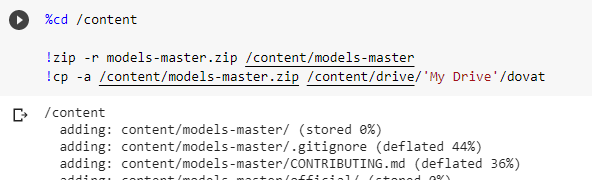 %cd /content
!zip -r models-master.zip /content/models-master
!cp -a /content/models-master.zip /content/drive/'My Drive'/dovat
/content
adding: content/models-master/ (stored 0%)
adding: content/models-master/.gitignore (deflated 44%)
adding: content/models-master/CONTRIBUTING.md (deflated 36%)
adding: content/models-master/official/ (stored 0%)